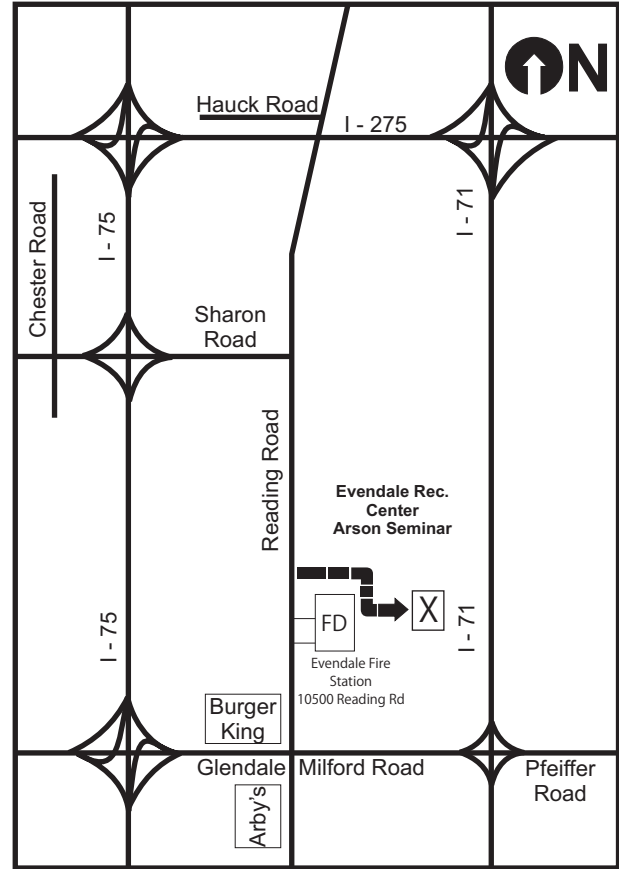 N
Hauck Road
I - 275
I - 75
I - 71
Chester Road
Sharon
Road
Reading Road
Evendale Rec.
Center
Arson Seminar
FD
X
Evendale Fire
Station
10500 Reading Rd
I - 75
I - 71
Burger
King
Glendale Milford Road
Pfeiffer
Road
Arby's